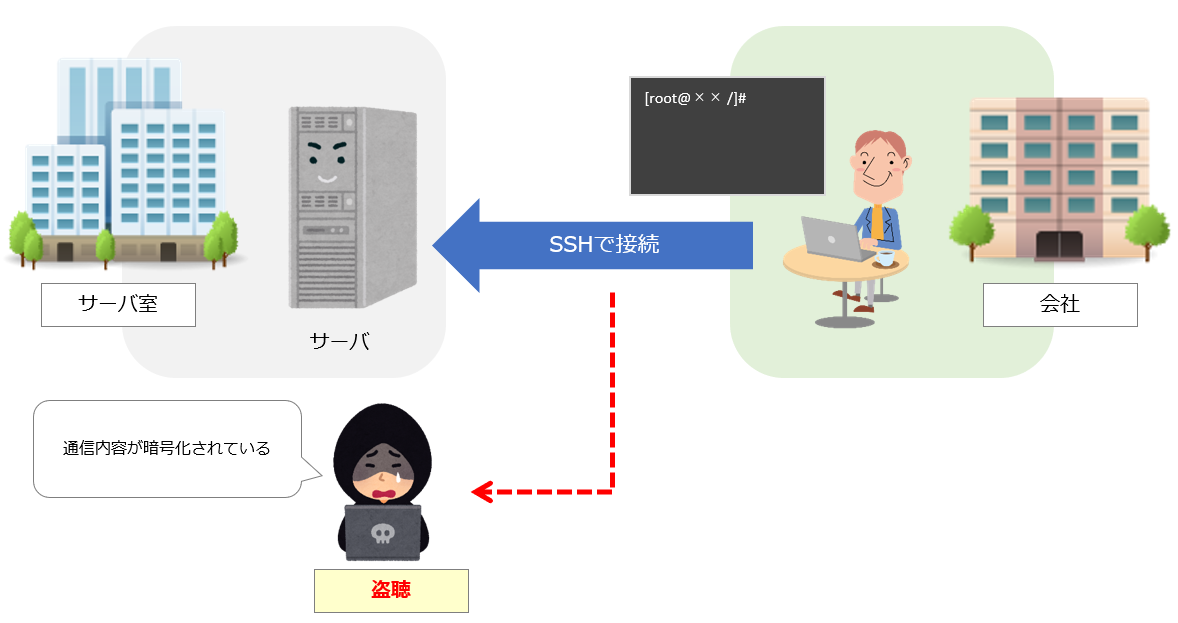 [root@×× /]#
SSHで接続
サーバ室
会社
サーバ
通信内容が暗号化されている
盗聴